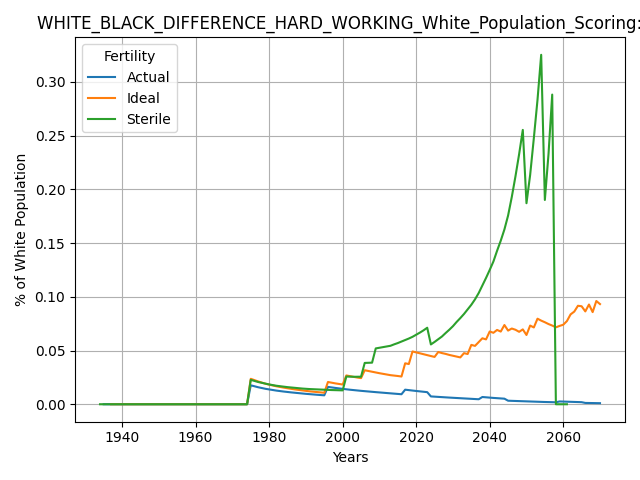 WHITE_BLACK_DIFFERENCE_HARD_WORKING_White_Population_Scoring:
Fertility
Actual
Ideal
Sterile
0.30
0.25
0.20
0.15
0.10
0.05
0.00
% of White Population
1940 1960 1980 2000 2020 2040 2060
Years